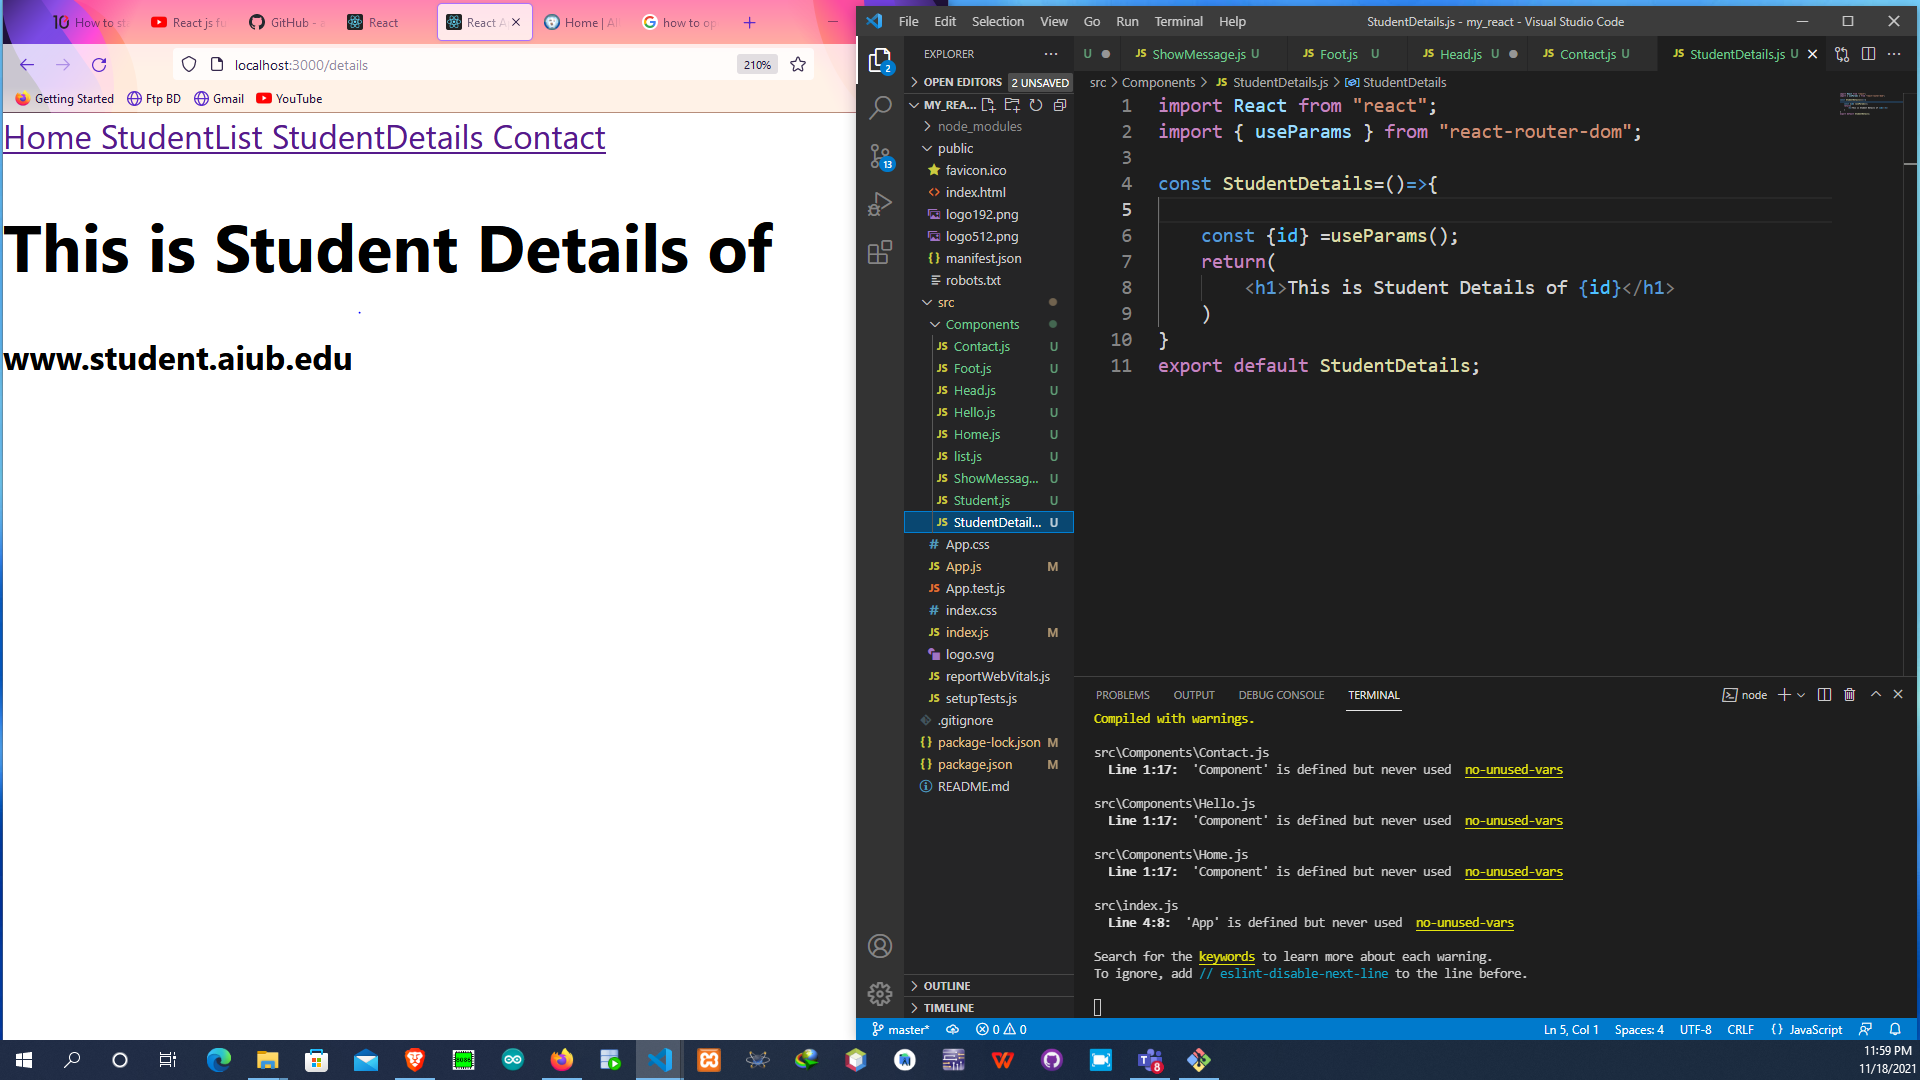 How to st
React js fu
GitHub - a
React
React A
Home | AI
how to op
localhost:3000/details
210%
Getting Started
Ftp BD
Gmail
YouTube
Home StudentList StudentDetails Contact
This is Student Details of
www.student.aiub.edu
File Edit Selection View Go Run Terminal Help
StudentDetails.js - my_react - Visual Studio Code
EXPLORER
OPEN EDITORS 2 UNSAVED
MY_REA...
node_modules
public
favicon.ico
index.html
logo192.png
logo512.png
manifest.json
robots.txt
src
Components
Contact.js U
Foot.js U
Head.js U
Hello.js U
Home.js U
list.js U
ShowMessag... U
Student.js U
StudentDetail... U
App.css
App.js M
App.test.js
index.css
index.js M
logo.svg
reportWebVitals.js
setupTests.js
.gitignore
package-lock.json M
package.json M
README.md
OUTLINE
TIMELINE
2
13
U
ShowMessage.js U
Foot.js U
Head.js U
Contact.js U
StudentDetails.js U
src > Components > StudentDetails.js > StudentDetails
1 import React from "react";
2 import { useParams } from "react-router-dom";
3
4 const StudentDetails=()=>{
5
6 const {id} =useParams();
7 return(
8 <h1>This is Student Details of {id}</h1>
9 )
10 }
11 export default StudentDetails;
PROBLEMS OUTPUT DEBUG CONSOLE TERMINAL
node
Compiled with warnings.
src\Components\Contact.js
Line 1:17: 'Component' is defined but never used no-unused-vars
src\Components\Hello.js
Line 1:17: 'Component' is defined but never used no-unused-vars
src\Components\Home.js
Line 1:17: 'Component' is defined but never used no-unused-vars
src\index.js
Line 4:8: 'App' is defined but never used no-unused-vars
Search for the keywords to learn more about each warning.
To ignore, add // eslint-disable-next-line to the line before.
master* 0 0
Ln 5, Col 1 Spaces: 4 UTF-8 CRLF {} JavaScript
8
11:59 PM
11/18/2021